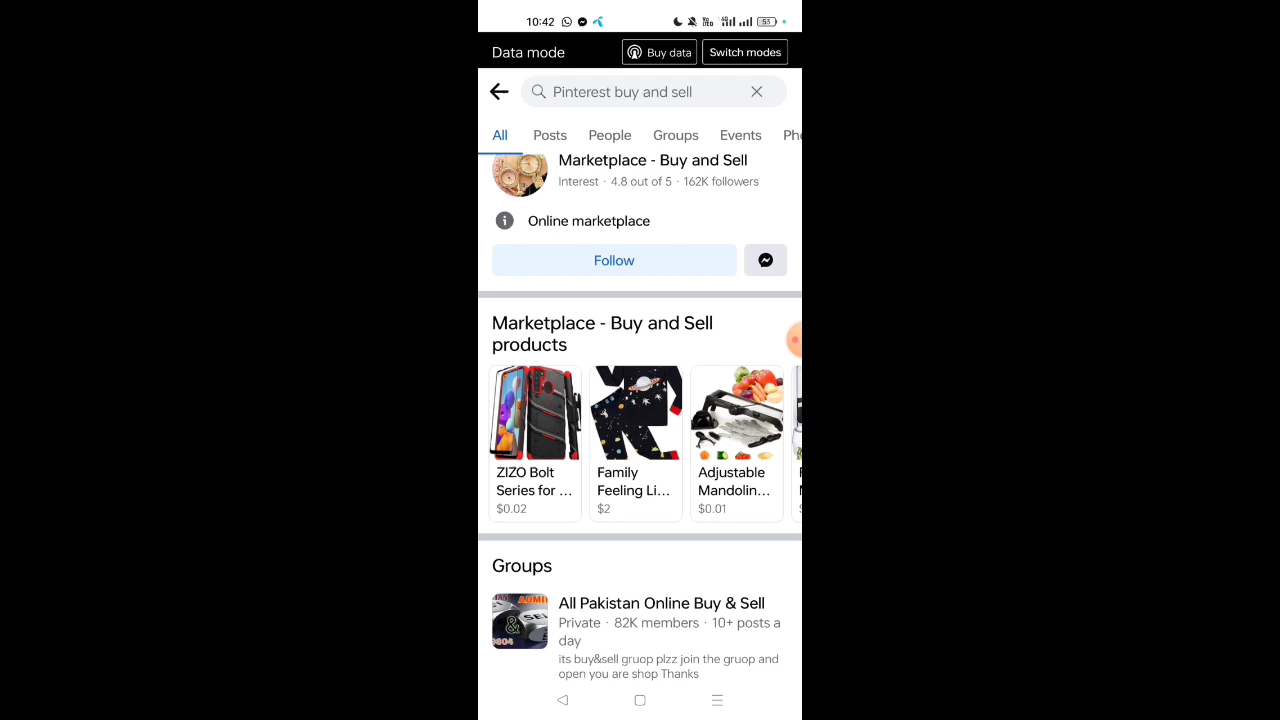 10:42
53
Data mode
Buy data
Switch modes
Pinterest buy and sell
All Posts People Groups Events Ph
Marketplace - Buy and Sell
Interest · 4.8 out of 5 · 162K followers
Online marketplace
Follow
Marketplace - Buy and Sell
products
ZIZO Bolt
Series for ...
$0.02
Family
Feeling Li...
$2
Adjustable
Mandolin...
$0.01
Groups
All Pakistan Online Buy & Sell
Private · 82K members · 10+ posts a
day
its buy&sell gruop plzz join the gruop and
open you are shop Thanks